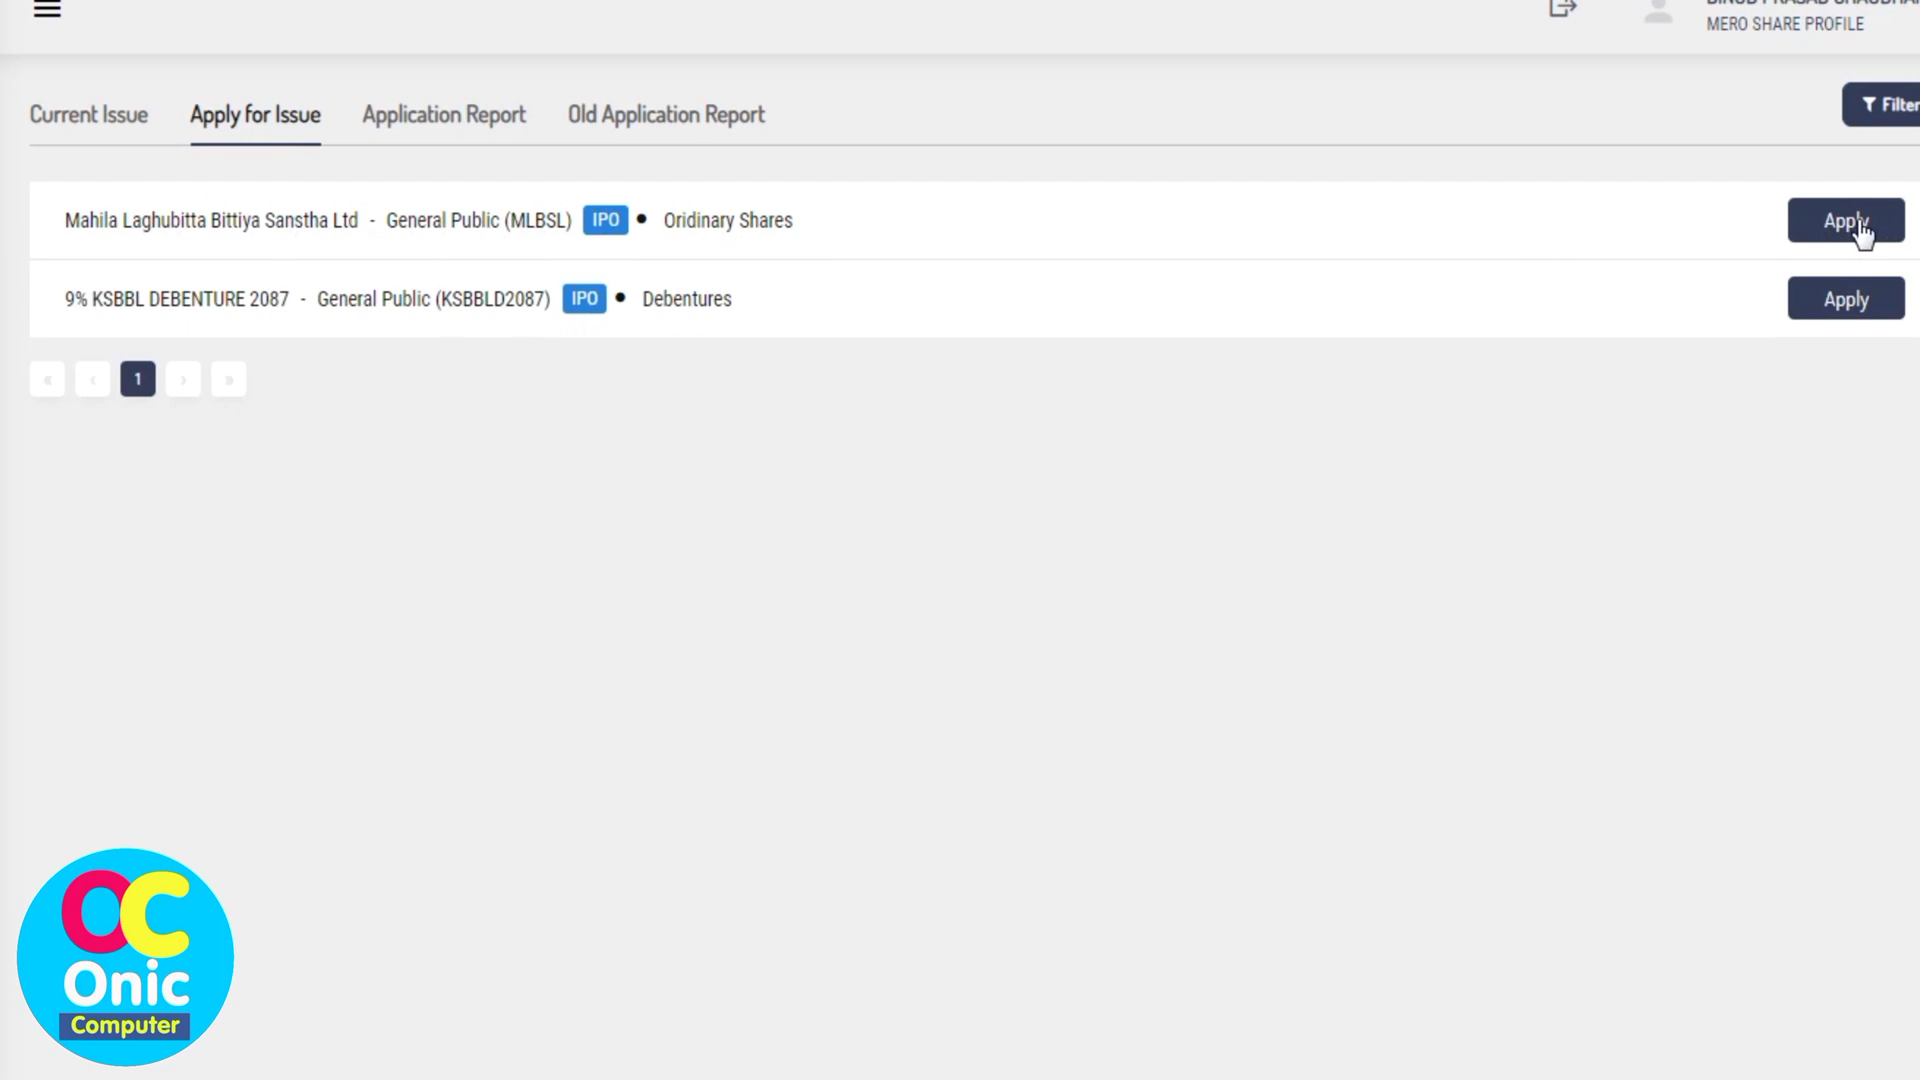 MERO SHARE PROFILE
Current Issue Apply for Issue Application Report Old Application Report Filter
Mahila Laghubitta Bittiya Sanstha Ltd - General Public (MLBSL) IPO • Oridinary Shares Apply
9% KSBBL DEBENTURE 2087 - General Public (KSBBLD2087) IPO • Debentures Apply
« ‹ 1 › »
OC
Onic
Computer